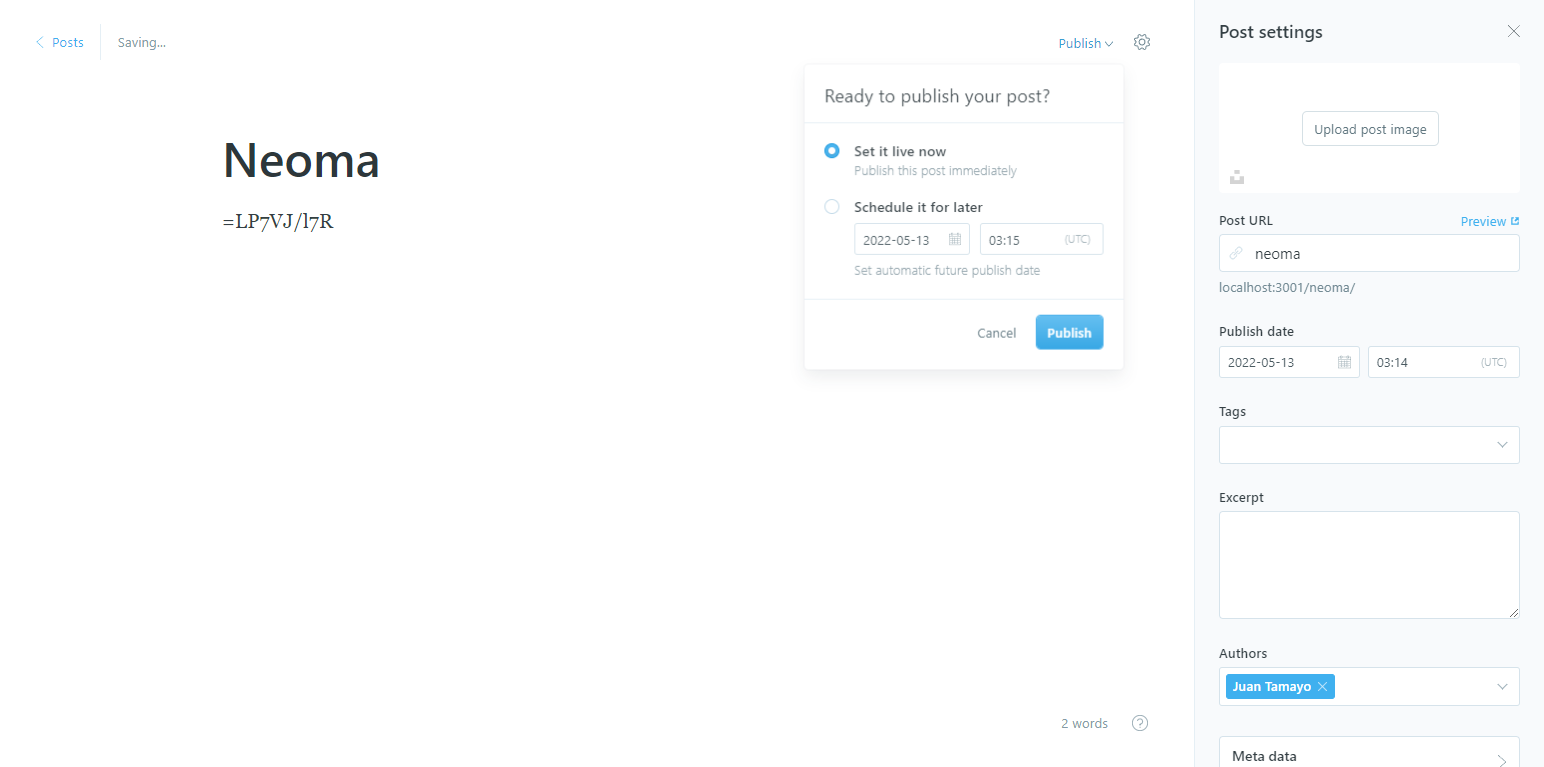 Posts
Saving...
Publish
Neoma
=LP7VJ/l7R
Ready to publish your post?
Set it live now
Publish this post immediately
Schedule it for later
2022-05-13
03:15 (UTC)
Set automatic future publish date
Cancel
Publish
2 words
?
Post settings
Upload post image
Post URL
Preview
neoma
localhost:3001/neoma/
Publish date
2022-05-13
03:14 (UTC)
Tags
Excerpt
Authors
Juan Tamayo
Meta data